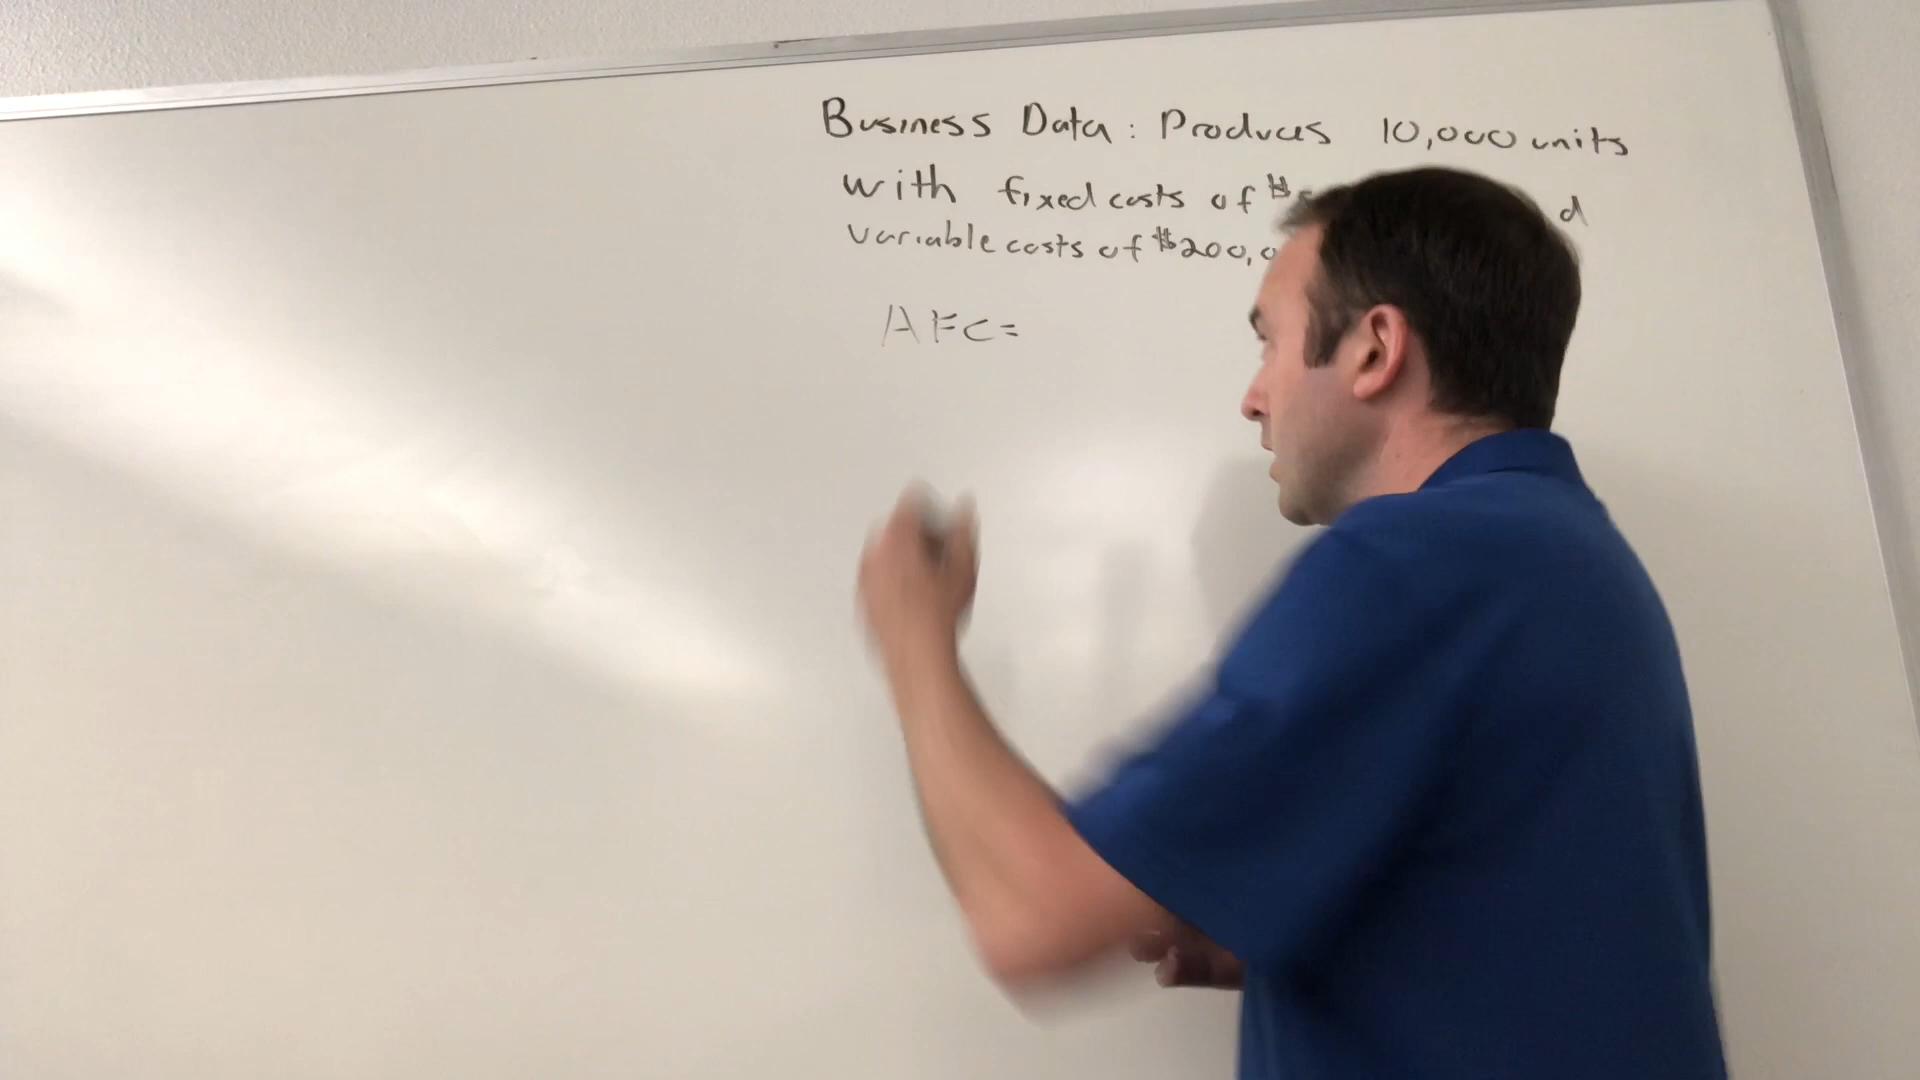 Business Data: Produces 10,000 units
with fixed costs of $ d
variable costs of $200,0
AFC=